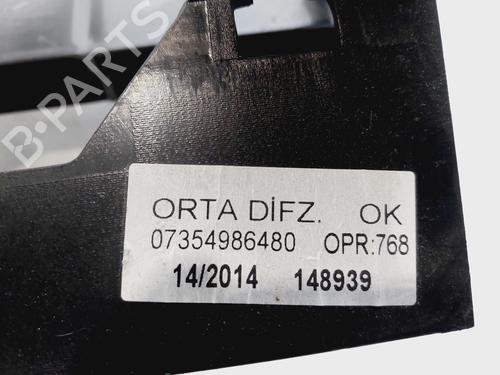 B-PARTS
ORTA DİFZ. OK
07354986480 OPR:768
14/2014 148939